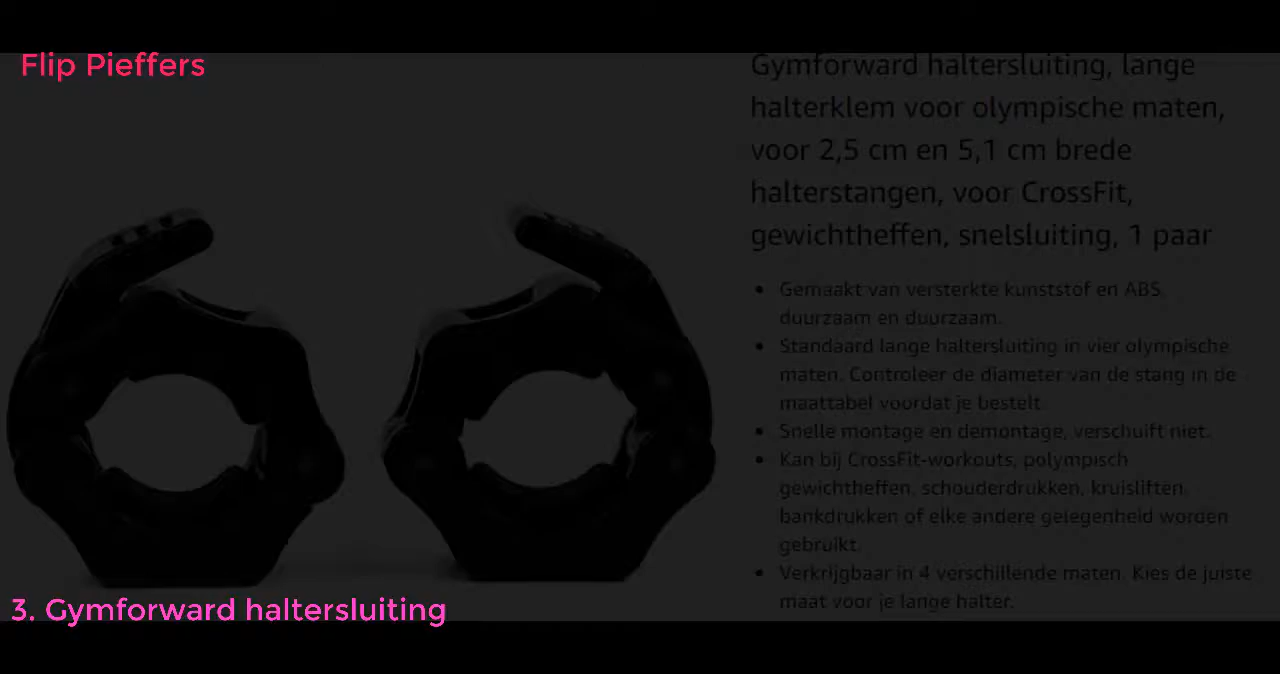 Flip Pieffers
Gymforward haltersluiting, lange
halterklem voor olympische maten,
voor 2,5 cm en 5,1 cm brede
halterstangen, voor CrossFit,
gewichtheffen, snelsluiting, 1 paar
• Gemaakt van versterkte kunststof en ABS,
duurzaam en duurzaam.
• Standaard lange haltersluiting in vier olympische
maten. Controleer de diameter van de stang in de
maattabel voordat je bestelt.
• Snelle montage en demontage, verschuift niet.
• Kan bij CrossFit-workouts, polympisch
gewichtheffen, schouderdrukken, kruisliften,
bankdrukken of elke andere gelegenheid worden
gebruikt.
• Verkrijgbaar in 4 verschillende maten. Kies de juiste
maat voor je lange halter.
3. Gymforward haltersluiting